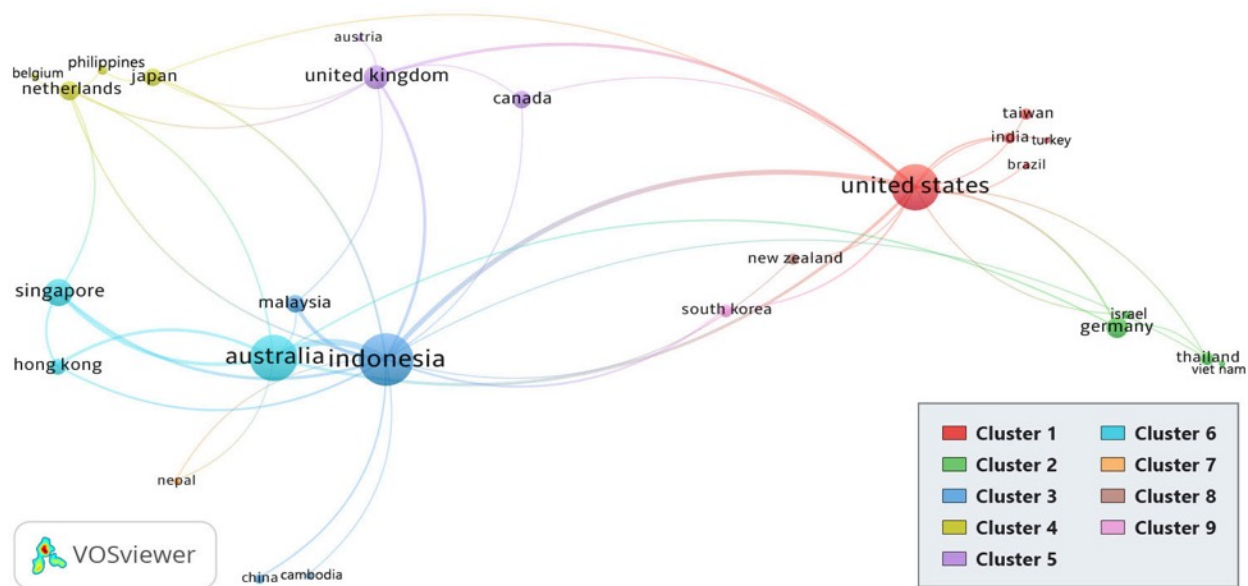 austria
philippines
belgium
japan
united kingdom
netherlands
canada
taiwan
india
turkey
brazil
united states
new zealand
singapore
malaysia
south korea
israel
germany
australia
indonesia
hong kong
thailand
viet nam
nepal
china
cambodia
Cluster 1
Cluster 2
Cluster 3
Cluster 4
Cluster 5
Cluster 6
Cluster 7
Cluster 8
Cluster 9
VOSviewer